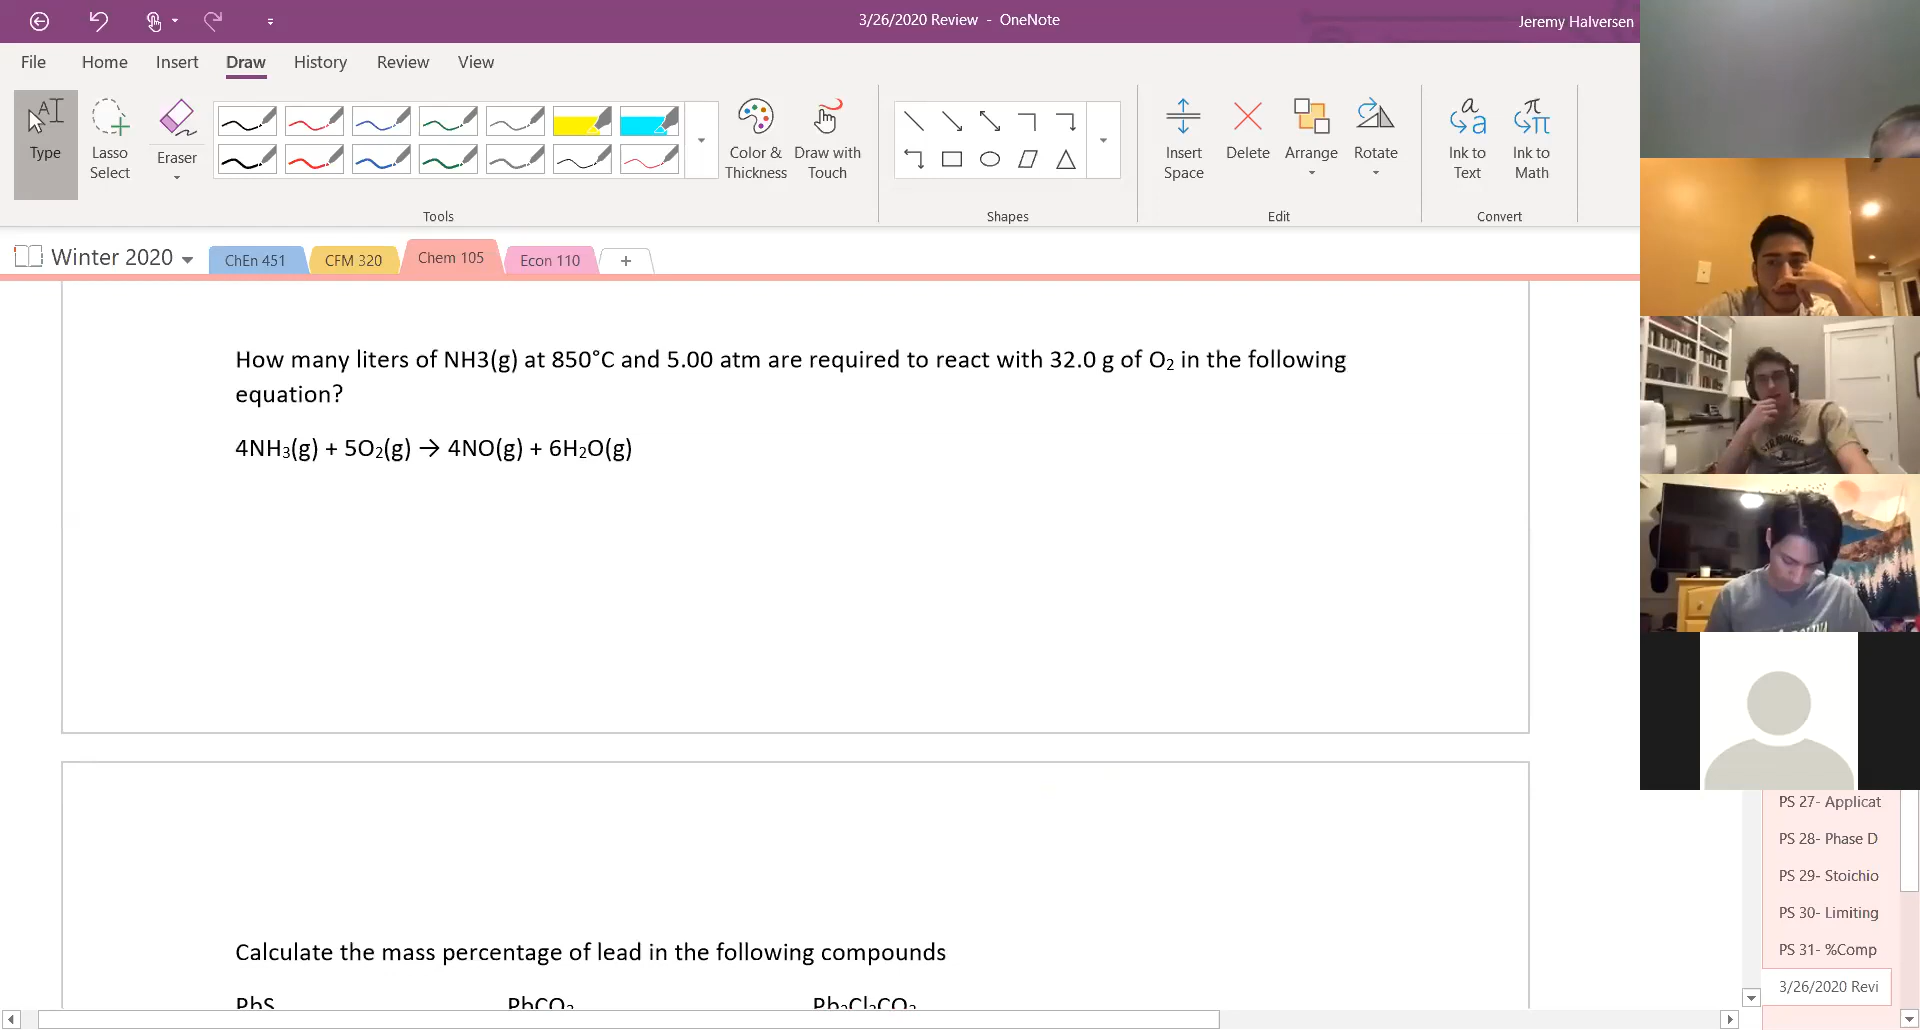 3/26/2020 Review - OneNote
Jeremy Halversen
File Home Insert Draw History Review View
Type
Lasso Select
Eraser
Color & Thickness
Draw with Touch
Insert Space
Delete
Arrange
Rotate
Ink to Text
Ink to Math
Tools Shapes Edit Convert
Winter 2020 ChEn 451 CFM 320 Chem 105 Econ 110 +
How many liters of NH3(g) at 850°C and 5.00 atm are required to react with 32.0 g of O₂ in the following
equation?
4NH₃(g) + 5O₂(g) → 4NO(g) + 6H₂O(g)
Calculate the mass percentage of lead in the following compounds
PbS PbCO₃ Pb₂Cl₂CO₃
PS 27- Applicat
PS 28- Phase D
PS 29- Stoichio
PS 30- Limiting
PS 31- %Comp
3/26/2020 Revi